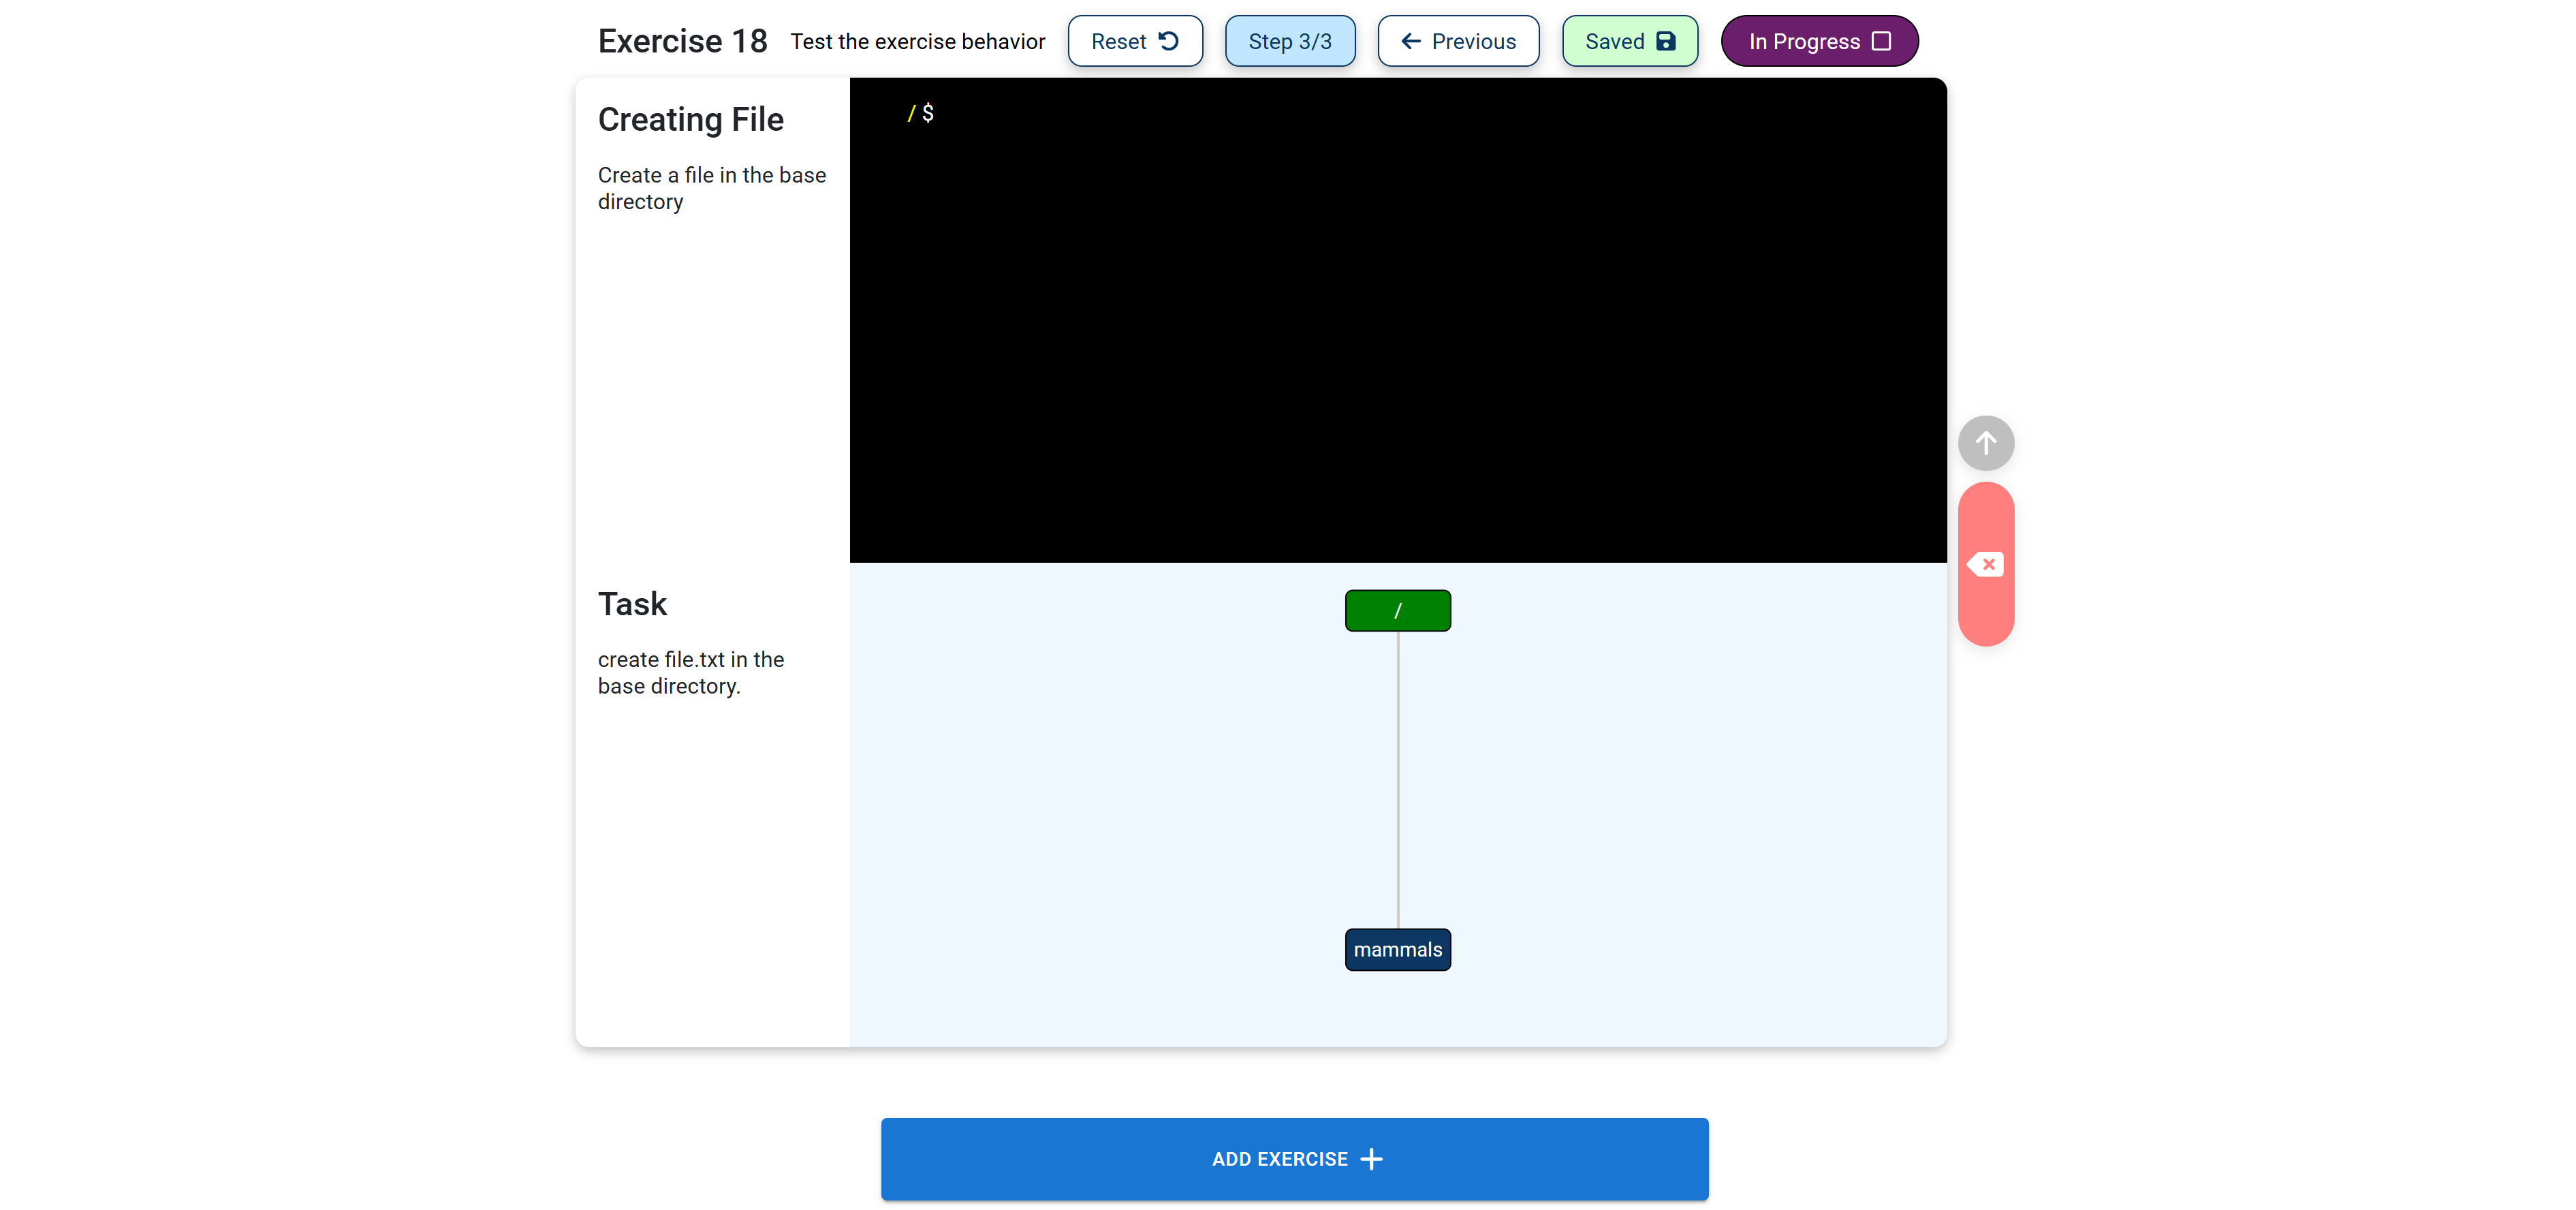 Exercise 18
Test the exercise behavior
Reset
Step 3/3
Previous
Saved
In Progress
Creating File
Create a file in the base
directory
/ $
Task
create file.txt in the
base directory.
/
mammals
ADD EXERCISE